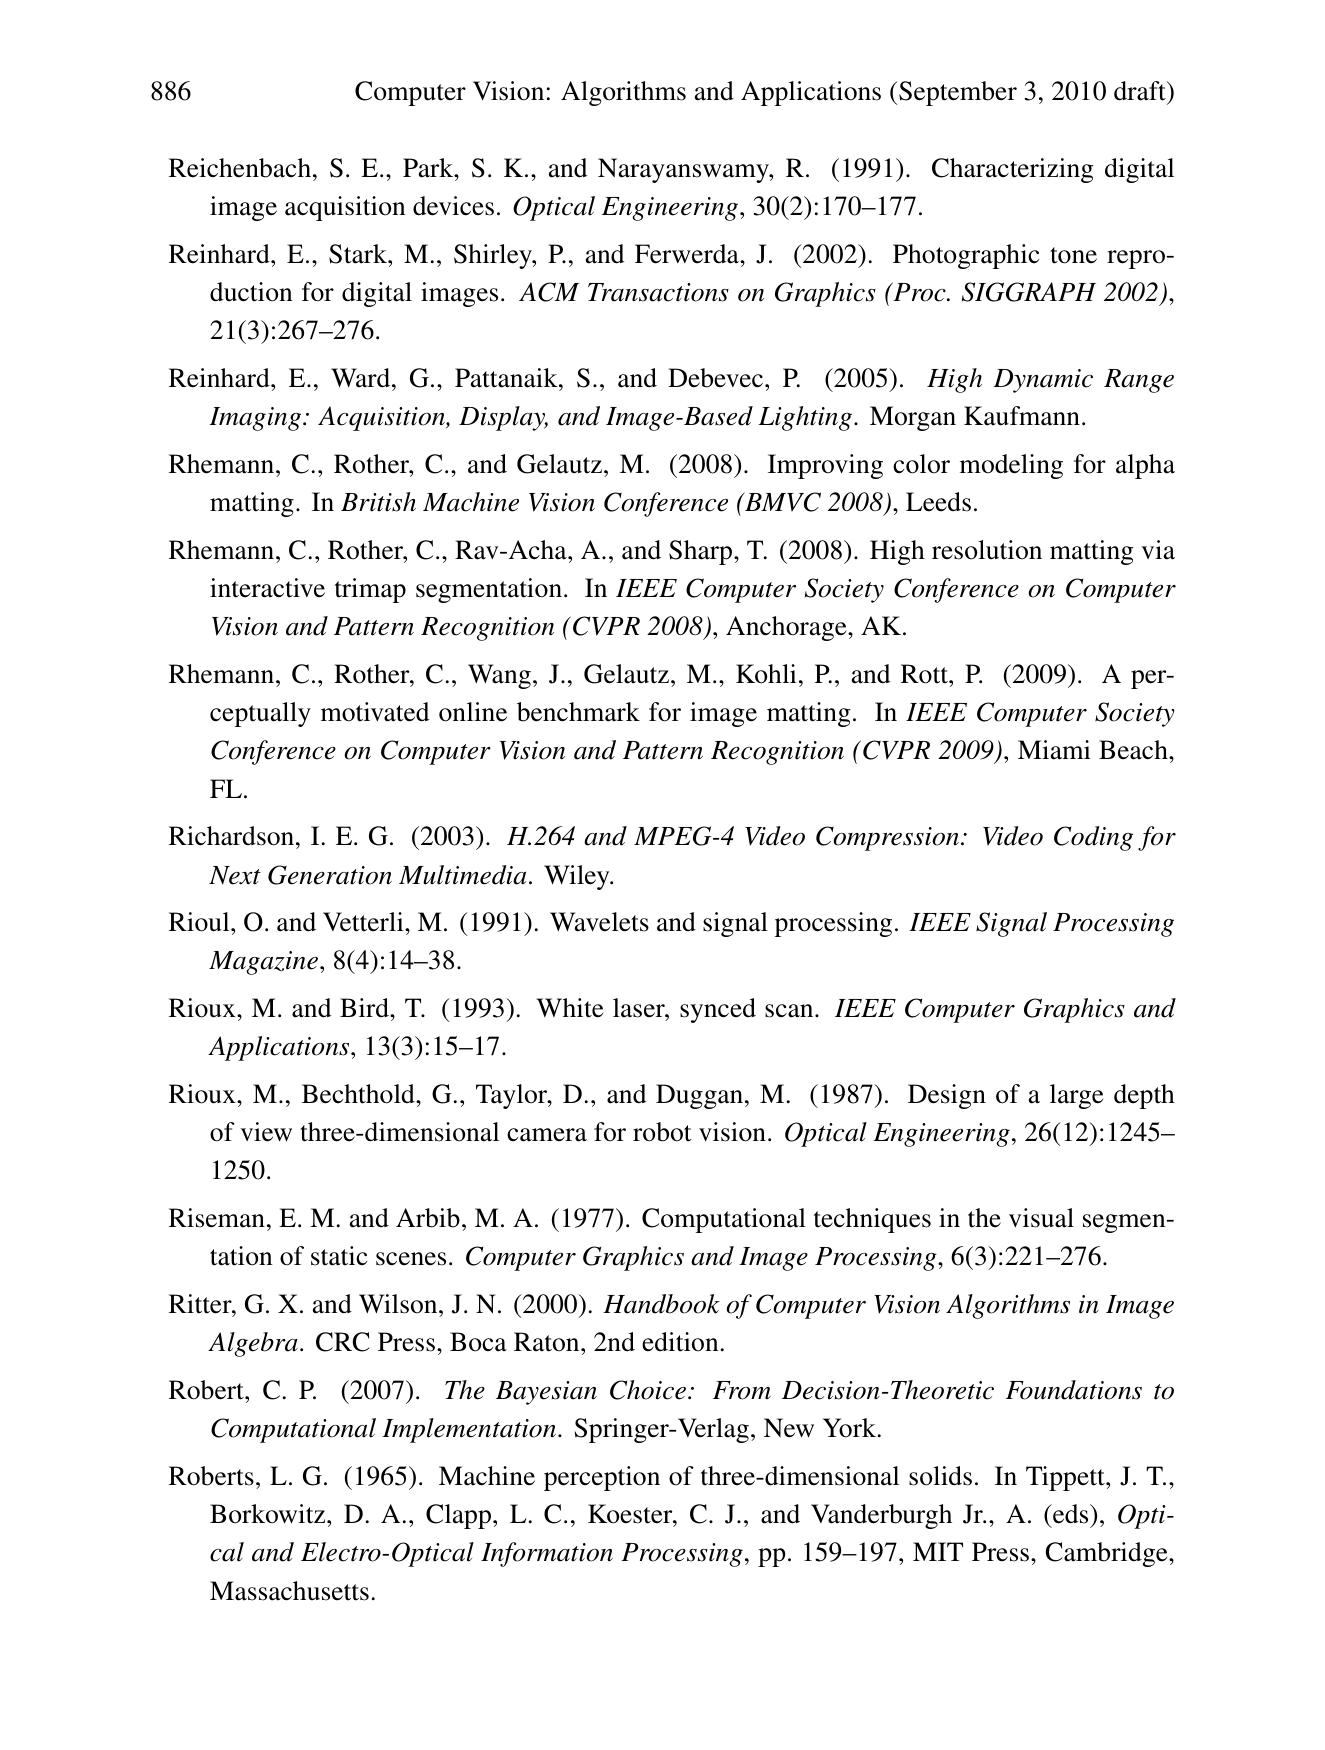 886 Computer Vision: Algorithms and Applications (September 3, 2010 draft)
Reichenbach, S. E., Park, S. K., and Narayanswamy, R. (1991). Characterizing digital
image acquisition devices. Optical Engineering, 30(2):170–177.
Reinhard, E., Stark, M., Shirley, P., and Ferwerda, J. (2002). Photographic tone repro-
duction for digital images. ACM Transactions on Graphics (Proc. SIGGRAPH 2002),
21(3):267–276.
Reinhard, E., Ward, G., Pattanaik, S., and Debevec, P. (2005). High Dynamic Range
Imaging: Acquisition, Display, and Image-Based Lighting. Morgan Kaufmann.
Rhemann, C., Rother, C., and Gelautz, M. (2008). Improving color modeling for alpha
matting. In British Machine Vision Conference (BMVC 2008), Leeds.
Rhemann, C., Rother, C., Rav-Acha, A., and Sharp, T. (2008). High resolution matting via
interactive trimap segmentation. In IEEE Computer Society Conference on Computer
Vision and Pattern Recognition (CVPR 2008), Anchorage, AK.
Rhemann, C., Rother, C., Wang, J., Gelautz, M., Kohli, P., and Rott, P. (2009). A per-
ceptually motivated online benchmark for image matting. In IEEE Computer Society
Conference on Computer Vision and Pattern Recognition (CVPR 2009), Miami Beach,
FL.
Richardson, I. E. G. (2003). H.264 and MPEG-4 Video Compression: Video Coding for
Next Generation Multimedia. Wiley.
Rioul, O. and Vetterli, M. (1991). Wavelets and signal processing. IEEE Signal Processing
Magazine, 8(4):14–38.
Rioux, M. and Bird, T. (1993). White laser, synced scan. IEEE Computer Graphics and
Applications, 13(3):15–17.
Rioux, M., Bechthold, G., Taylor, D., and Duggan, M. (1987). Design of a large depth
of view three-dimensional camera for robot vision. Optical Engineering, 26(12):1245–
1250.
Riseman, E. M. and Arbib, M. A. (1977). Computational techniques in the visual segmen-
tation of static scenes. Computer Graphics and Image Processing, 6(3):221–276.
Ritter, G. X. and Wilson, J. N. (2000). Handbook of Computer Vision Algorithms in Image
Algebra. CRC Press, Boca Raton, 2nd edition.
Robert, C. P. (2007). The Bayesian Choice: From Decision-Theoretic Foundations to
Computational Implementation. Springer-Verlag, New York.
Roberts, L. G. (1965). Machine perception of three-dimensional solids. In Tippett, J. T.,
Borkowitz, D. A., Clapp, L. C., Koester, C. J., and Vanderburgh Jr., A. (eds), Opti-
cal and Electro-Optical Information Processing, pp. 159–197, MIT Press, Cambridge,
Massachusetts.